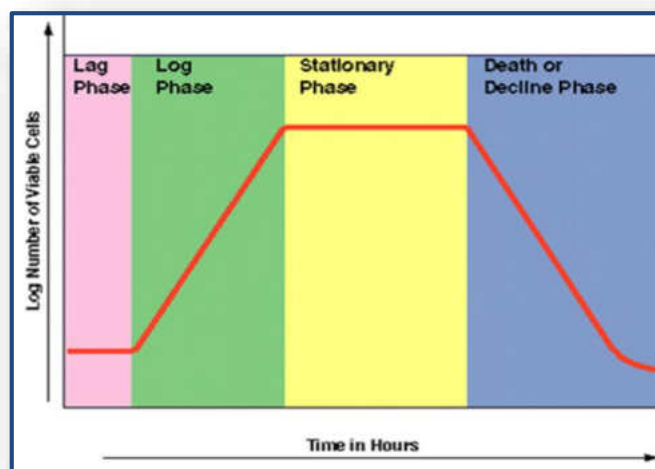 Lag
Phase
Log
Phase
Stationary
Phase
Death or
Decline Phase
Log Number of Viable Cells
Time in Hours